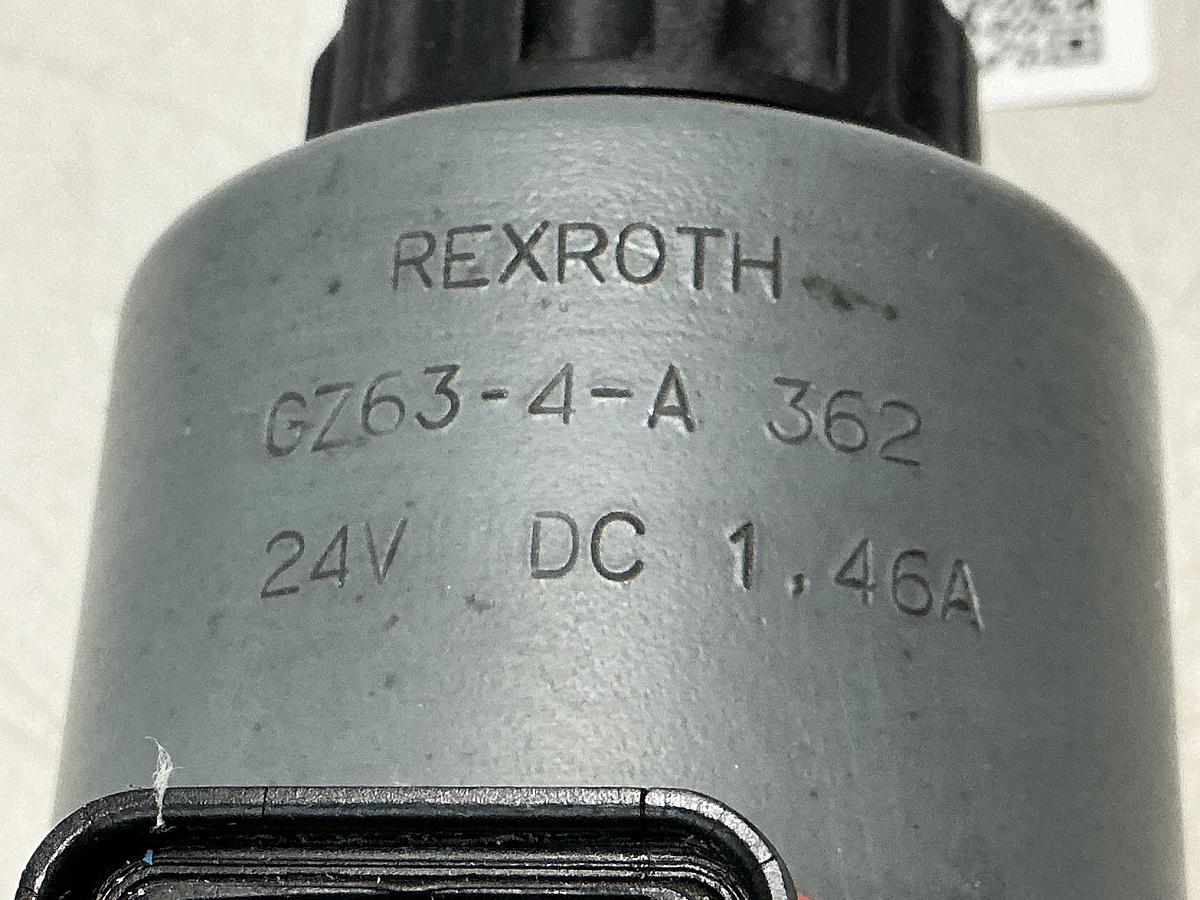 REXROTH
GZ63-4-A 362
24V DC 1.46A